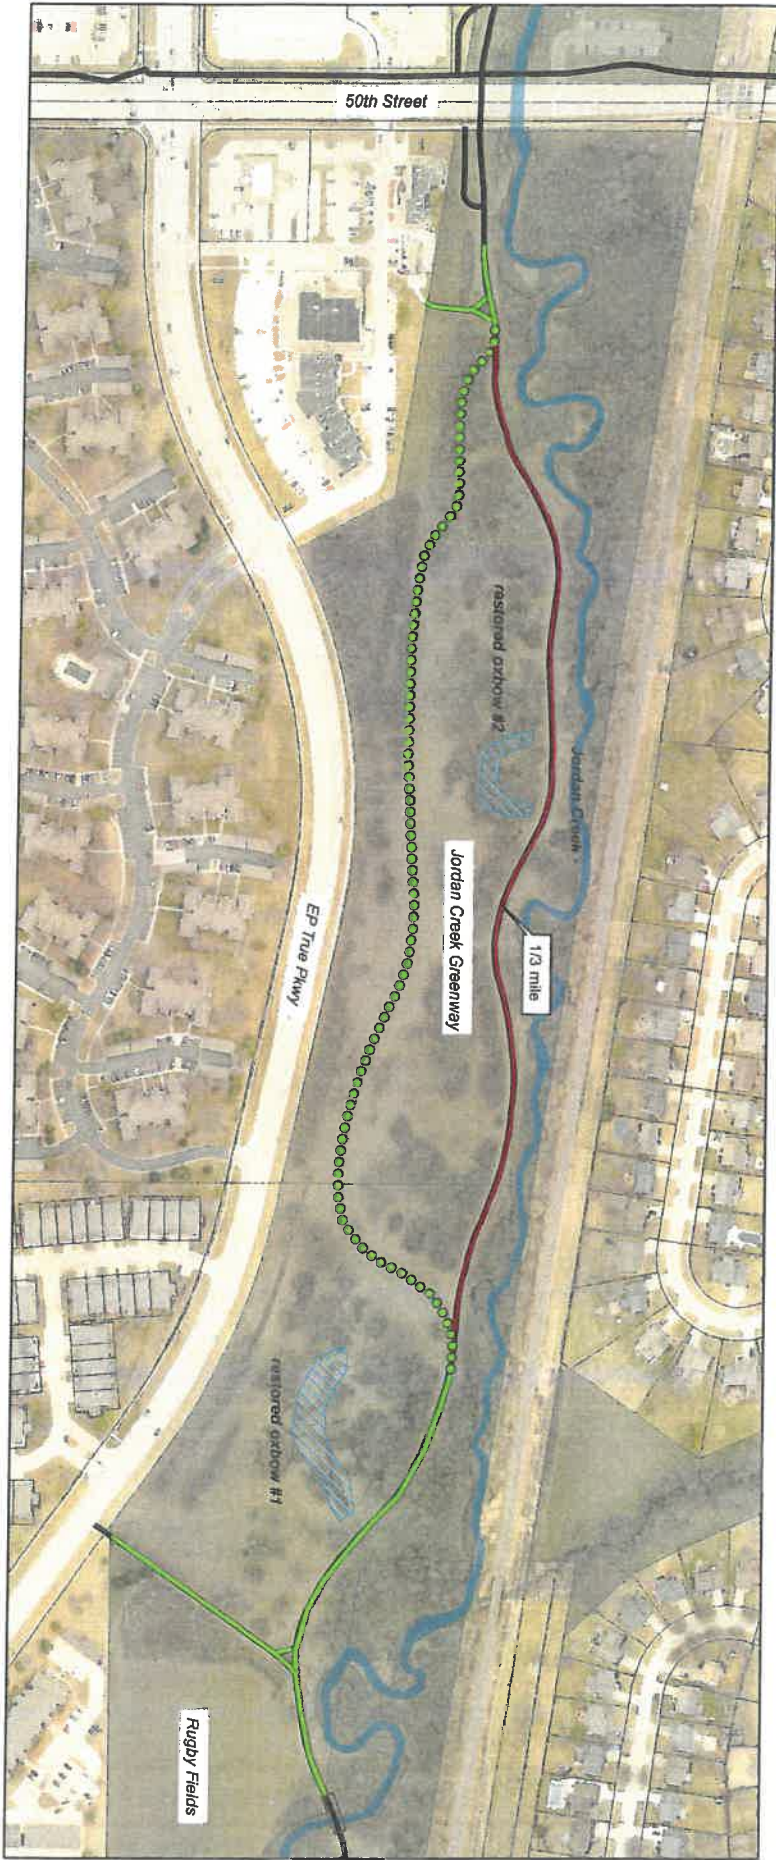 50th Street
restored oxbow #2
Jordan Creek
Jordan Creek Greenway
1/3 mile
EP True Pkwy
restored oxbow #1
Rugby Fields